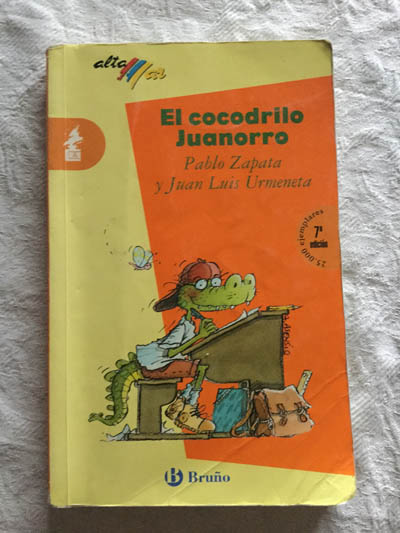 alta
Mar
El cocodrilo
Juanorro
Pablo Zapata
y Juan Luis Urmeneta
25.000 ejemplares
7ª
edición
B Bruño